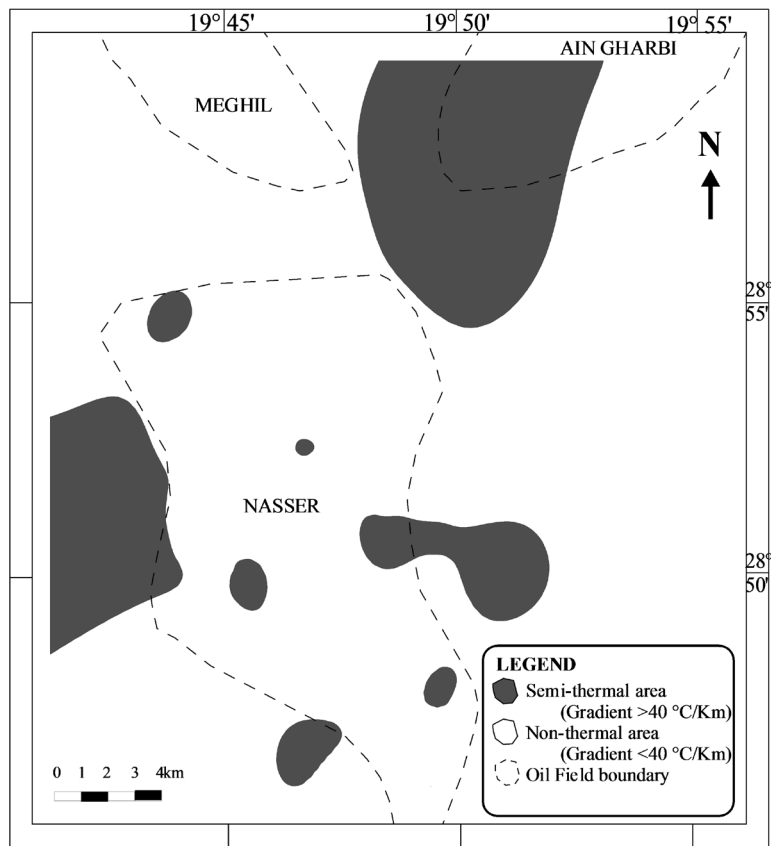 19° 45'
19° 50'
19° 55'
AIN GHARBI
MEGHIL
N
28°
55'
NASSER
28°
50'
LEGEND
Semi-thermal area
(Gradient >40 °C/Km)
Non-thermal area
(Gradient <40 °C/Km)
Oil Field boundary
0 1 2 3 4km